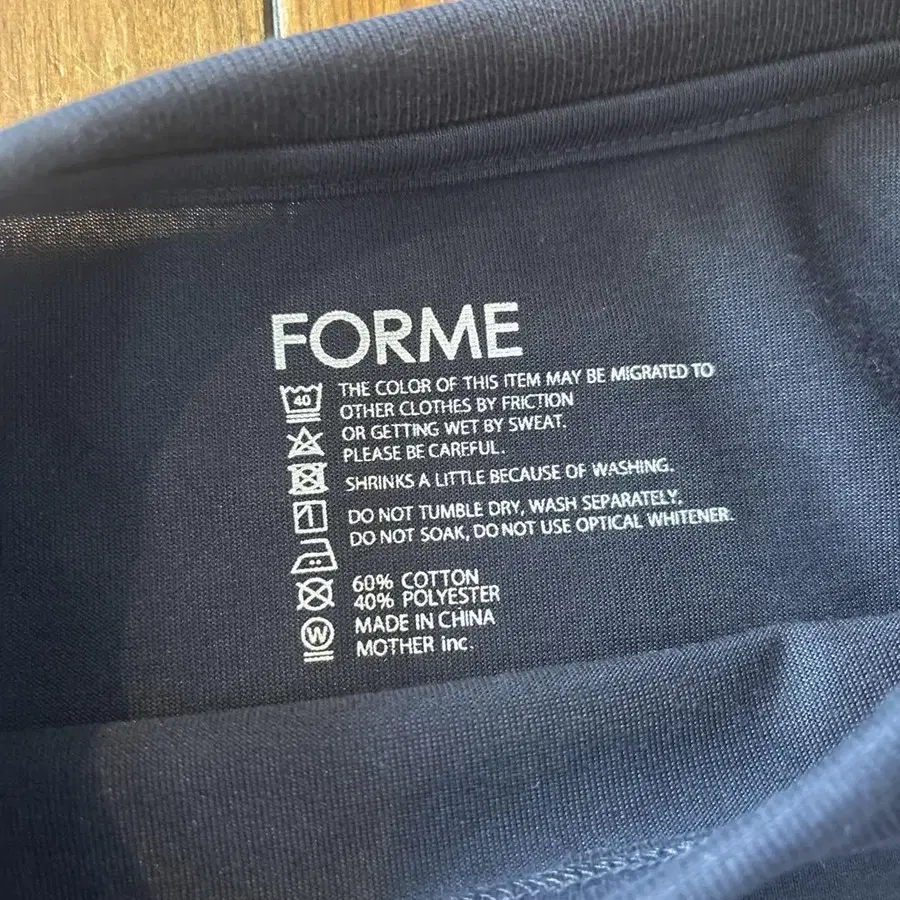 FORME
40
THE COLOR OF THIS ITEM MAY BE MIGRATED TO
OTHER CLOTHES BY FRICTION
OR GETTING WET BY SWEAT.
PLEASE BE CAREFUL.
SHRINKS A LITTLE BECAUSE OF WASHING.
DO NOT TUMBLE DRY, WASH SEPARATELY,
DO NOT SOAK, DO NOT USE OPTICAL WHITENER.
60% COTTON
40% POLYESTER
MADE IN CHINA
W
MOTHER inc.